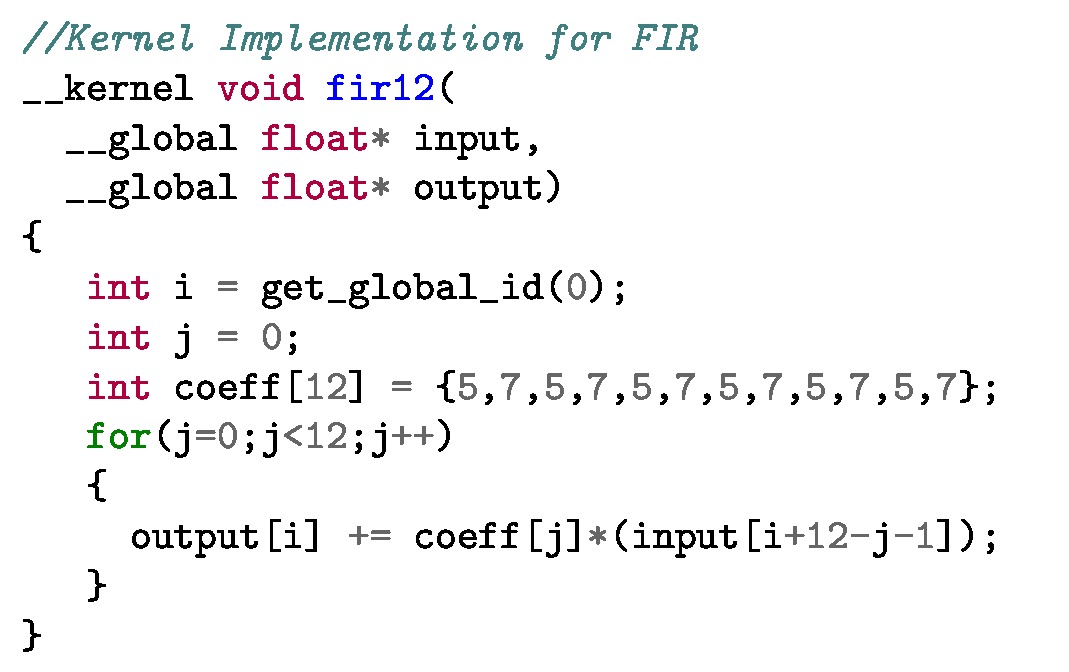 //Kernel Implementation for FIR
__kernel void fir12(
  __global float* input,
  __global float* output)
{
   int i = get_global_id(0);
   int j = 0;
   int coeff[12] = {5,7,5,7,5,7,5,7,5,7,5,7};
   for(j=0;j<12;j++)
   {
     output[i] += coeff[j]*(input[i+12-j-1]);
   }
}